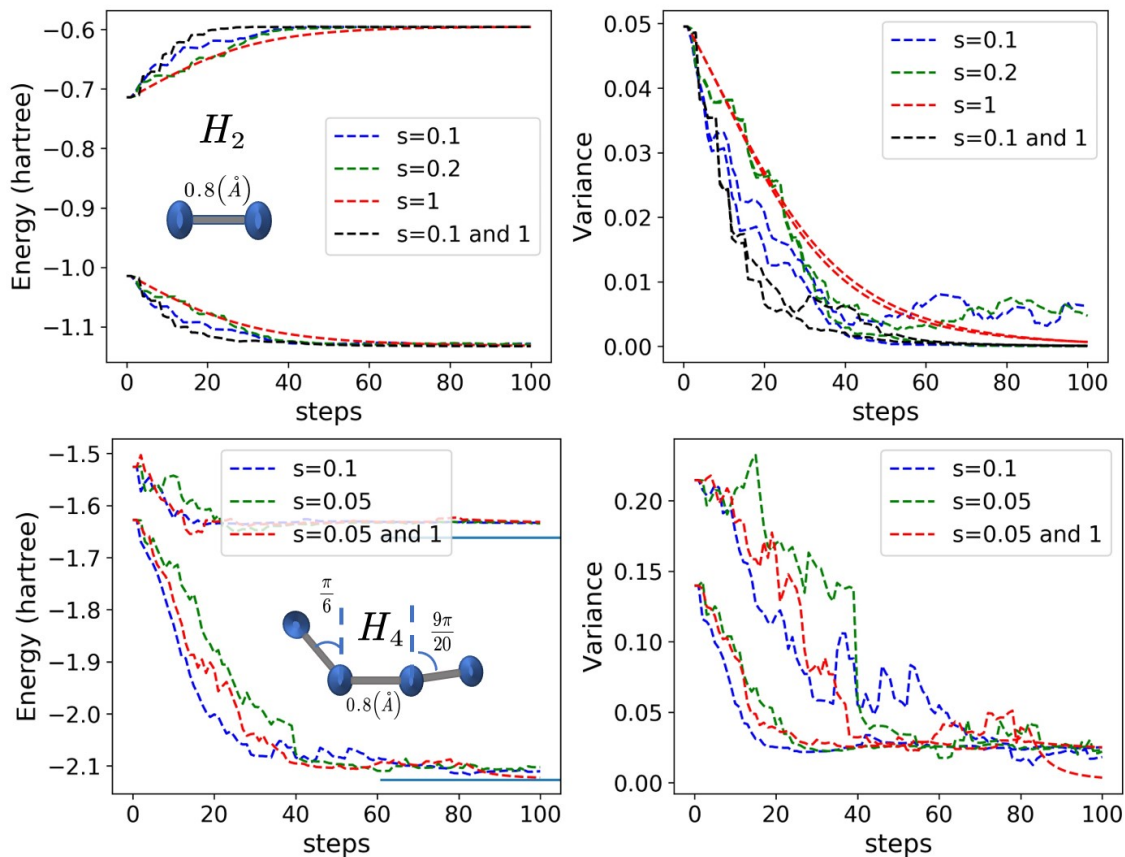 −0.6
−0.7
−0.8
−0.9
−1.0
−1.1
Energy (hartree)
H₂
0.8(Å)
s=0.1
s=0.2
s=1
s=0.1 and 1
0 20 40 60 80 100
steps
0.05
0.04
0.03
0.02
0.01
0.00
Variance
s=0.1
s=0.2
s=1
s=0.1 and 1
0 20 40 60 80 100
steps
−1.5
−1.6
−1.7
−1.8
−1.9
−2.0
−2.1
Energy (hartree)
s=0.1
s=0.05
s=0.05 and 1
π/6
H₄
9π/20
0.8(Å)
0 20 40 60 80 100
steps
0.20
0.15
0.10
0.05
0.00
Variance
s=0.1
s=0.05
s=0.05 and 1
0 20 40 60 80 100
steps